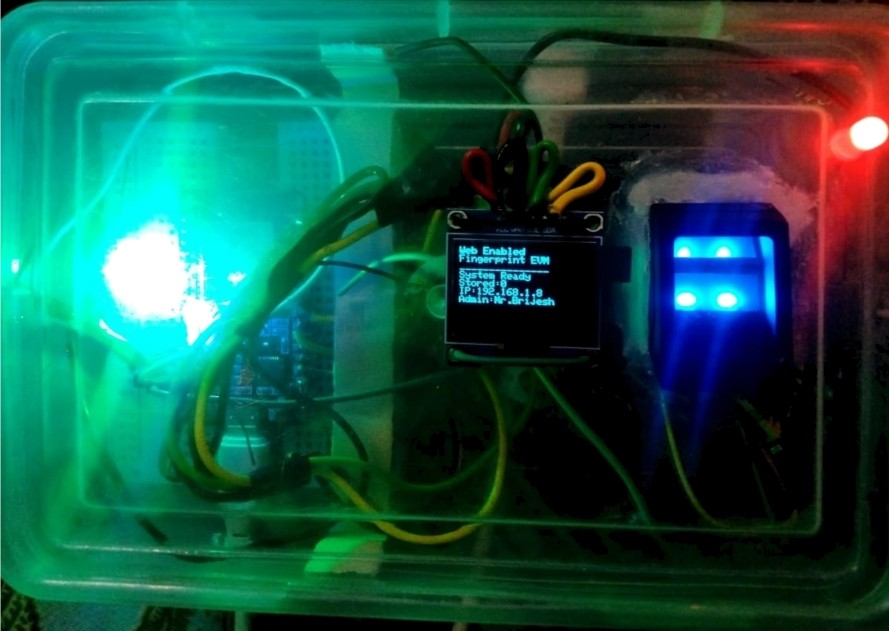 Web Enabled
Fingerprint EVM
System Ready
Stored:0
IP:192.168.1.8
Admin:Mr.Brijesh